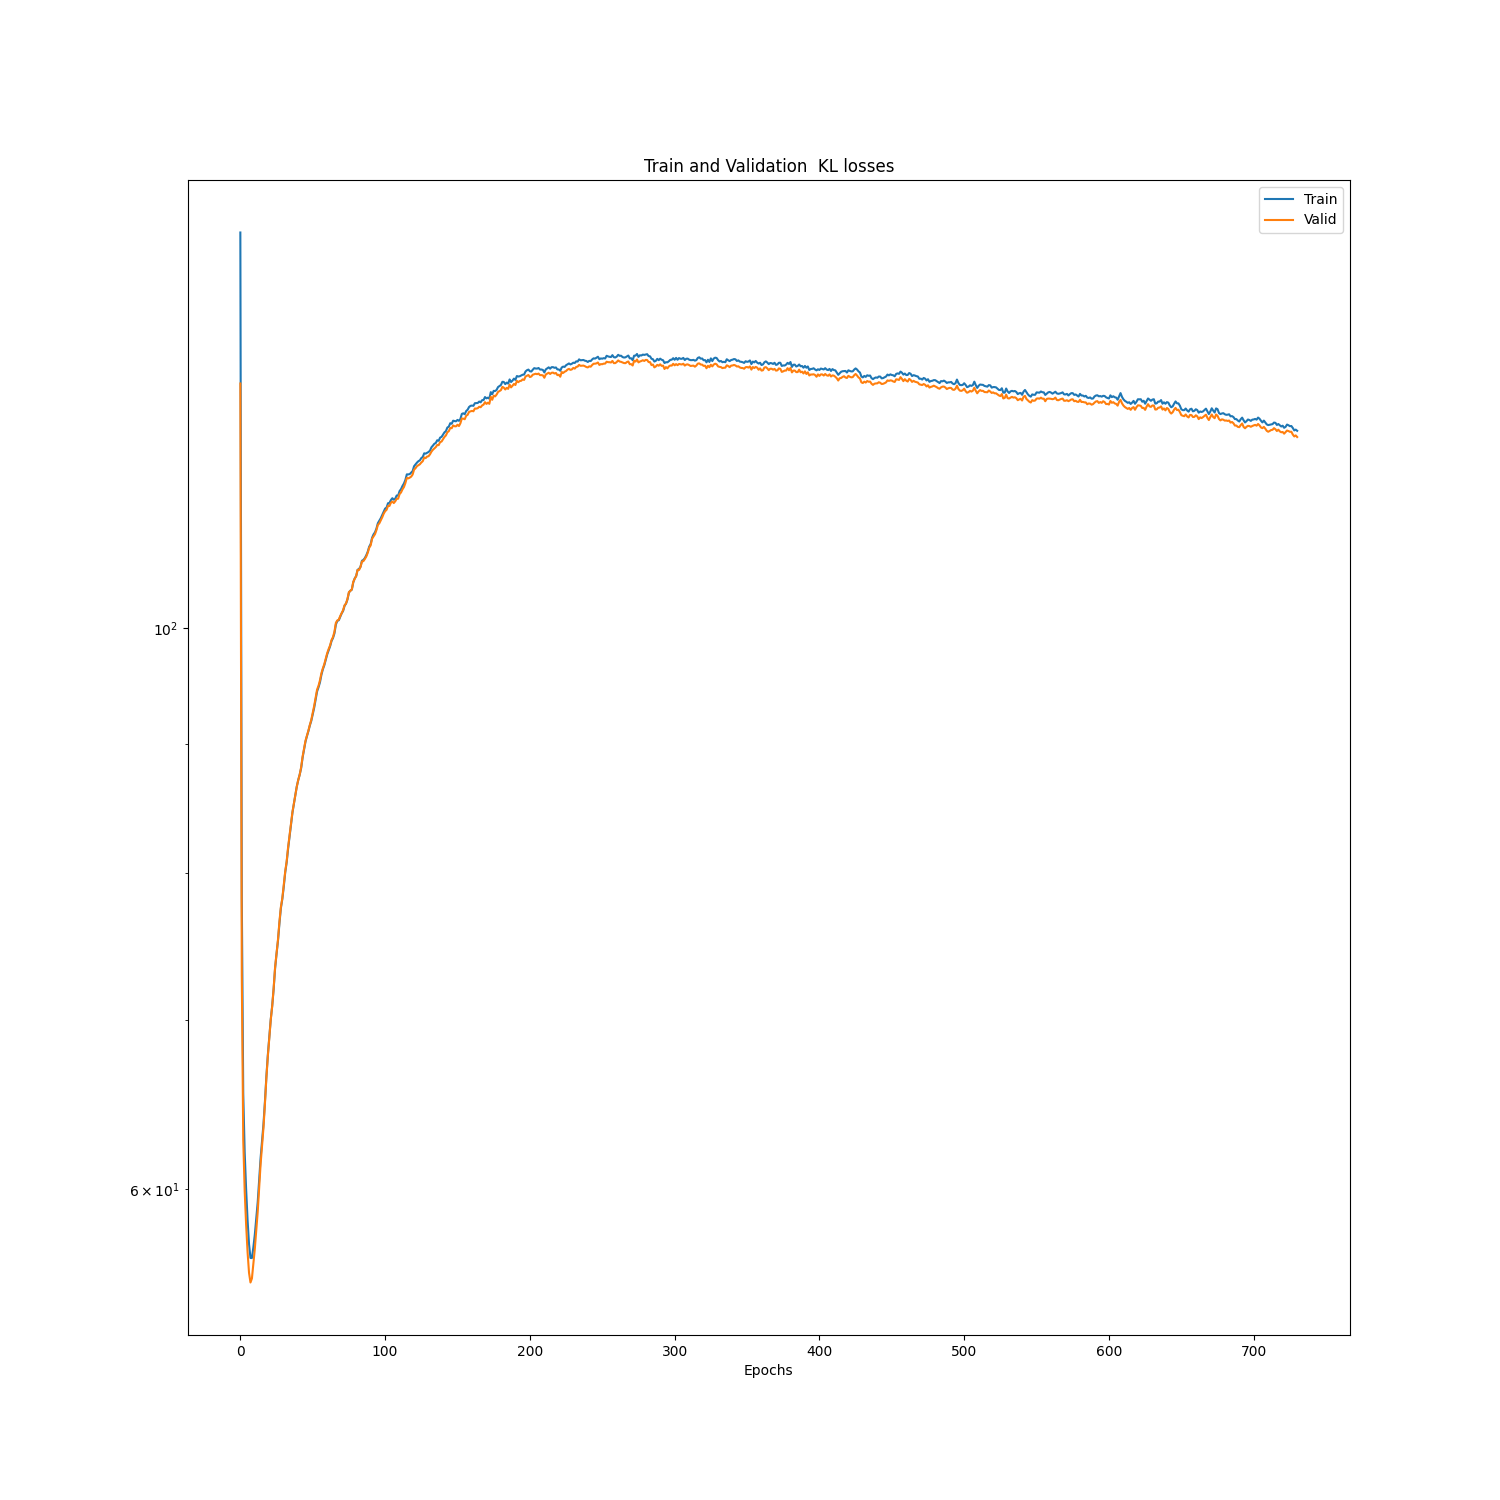 Train and Validation  KL losses
Train
Valid
10²
6 × 10¹
0 100 200 300 400 500 600 700
Epochs